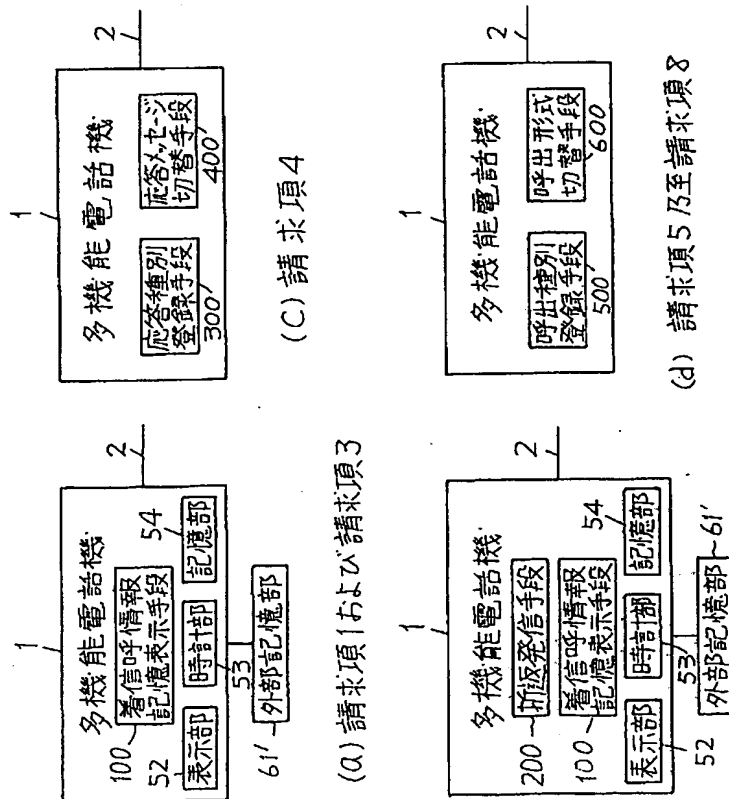 1
多機能電話機
2
100
着信呼情報
記憶表示手段
54
52
表示部
時計部
記憶部
53
61'
外部記憶部
(a) 請求項1および請求項3
1
多機能電話機
2
応答種別
登録手段
300
応答メッセージ
切替手段
400
(C) 請求項4
1
多機能電話機
2
200
折返発信手段
100
着信呼情報
記憶表示手段
54
表示部
時計部
記憶部
52
53
外部記憶部
61'
1
多機能電話機
2
呼出種別
登録手段
500
呼出形式
切替手段
600
(d) 請求項5乃至請求項8